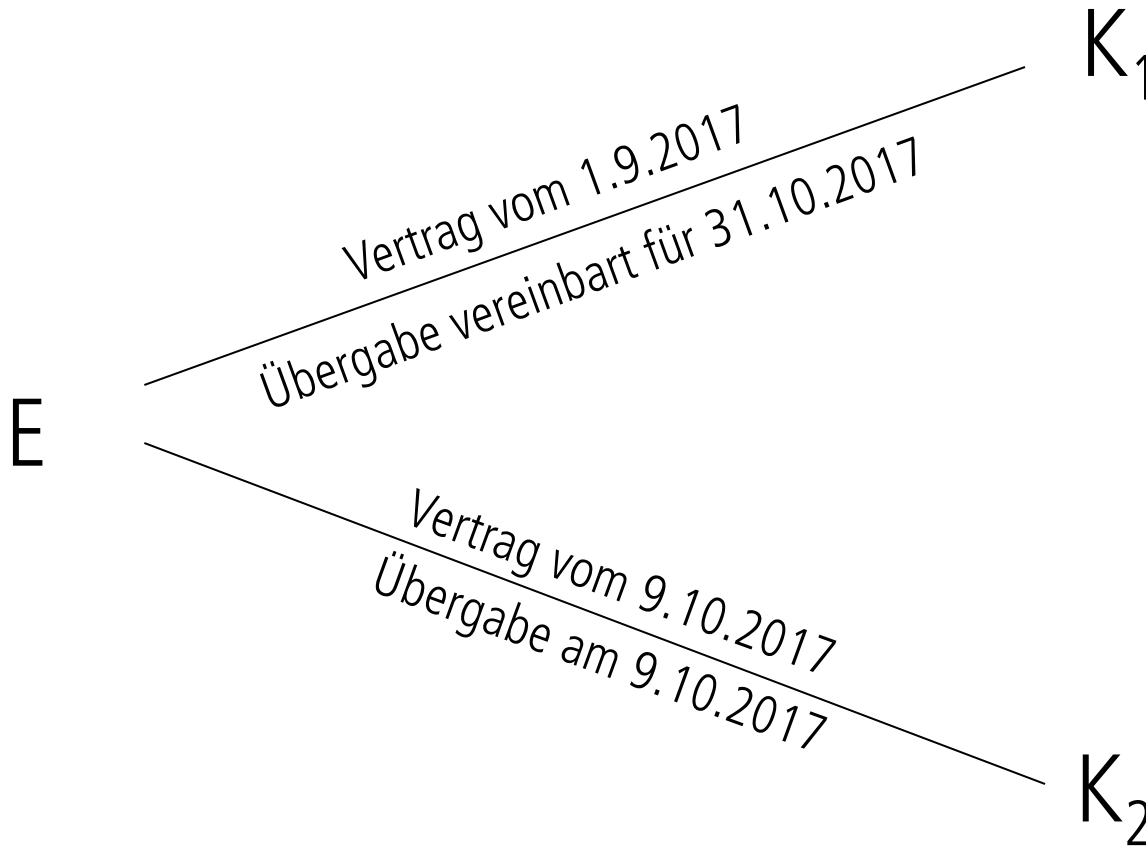 K₁
Vertrag vom 1.9.2017
Übergabe vereinbart für 31.10.2017
E
Vertrag vom 9.10.2017
Übergabe am 9.10.2017
K₂